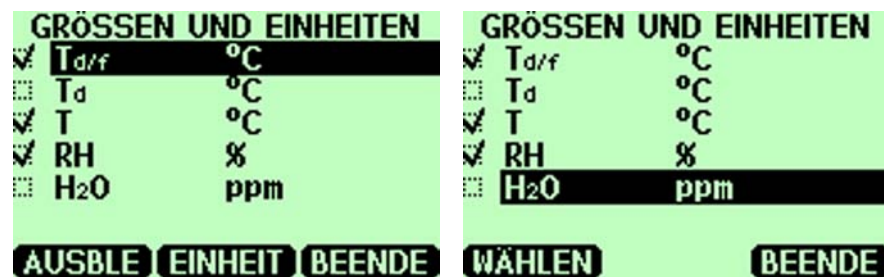 GRÖSSEN UND EINHEITEN
Td/f °C
Td °C
T °C
RH %
H2O ppm
AUSBLE EINHEIT BEENDE
GRÖSSEN UND EINHEITEN
Td/f °C
Td °C
T °C
RH %
H2O ppm
WÄHLEN BEENDE